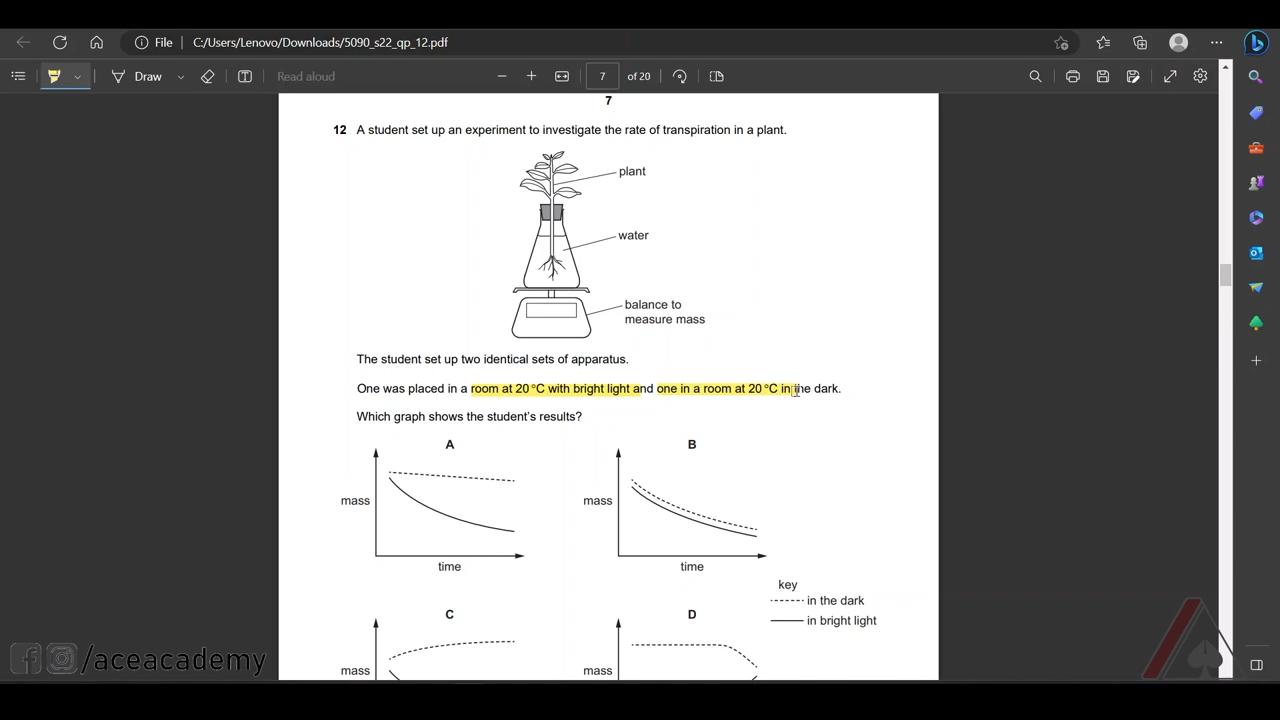 File
C:/Users/Lenovo/Downloads/5090_s22_qp_12.pdf
Draw
Read aloud
7
of 20
7
12 A student set up an experiment to investigate the rate of transpiration in a plant.
plant
water
balance to
measure mass
The student set up two identical sets of apparatus.
One was placed in a room at 20 °C with bright light and one in a room at 20 °C in the dark.
Which graph shows the student's results?
A
B
mass
mass
time
time
key
in the dark
in bright light
C
D
mass
mass
/aceacademy